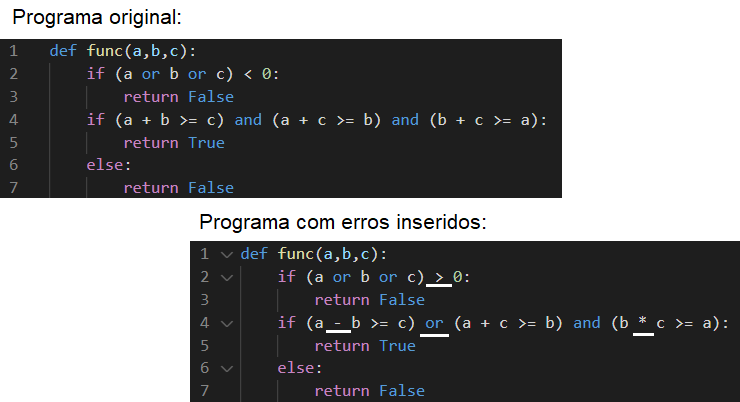 Programa original:
1 def func(a,b,c):
2 if (a or b or c) < 0:
3 return False
4 if (a + b >= c) and (a + c >= b) and (b + c >= a):
5 return True
6 else:
7 return False
Programa com erros inseridos:
1 def func(a,b,c):
2 if (a or b or c) > 0:
3 return False
4 if (a - b >= c) or (a + c >= b) and (b * c >= a):
5 return True
6 else:
7 return False